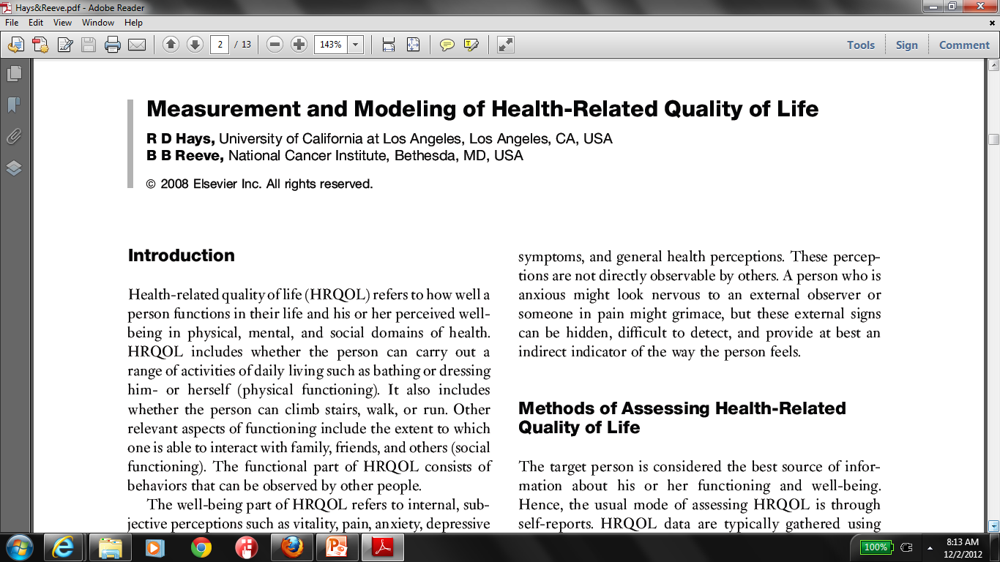 Hays&Reeve.pdf - Adobe Reader
File Edit View Window Help
2 / 13 143% Tools Sign Comment
Measurement and Modeling of Health-Related Quality of Life
R D Hays, University of California at Los Angeles, Los Angeles, CA, USA
B B Reeve, National Cancer Institute, Bethesda, MD, USA
© 2008 Elsevier Inc. All rights reserved.
Introduction
Health-related quality of life (HRQOL) refers to how well a
person functions in their life and his or her perceived well-
being in physical, mental, and social domains of health.
HRQOL includes whether the person can carry out a
range of activities of daily living such as bathing or dressing
him- or herself (physical functioning). It also includes
whether the person can climb stairs, walk, or run. Other
relevant aspects of functioning include the extent to which
one is able to interact with family, friends, and others (social
functioning). The functional part of HRQOL consists of
behaviors that can be observed by other people.
The well-being part of HRQOL refers to internal, sub-
jective perceptions such as vitality, pain, anxiety, depressive
symptoms, and general health perceptions. These percep-
tions are not directly observable by others. A person who is
anxious might look nervous to an external observer or
someone in pain might grimace, but these external signs
can be hidden, difficult to detect, and provide at best an
indirect indicator of the way the person feels.
Methods of Assessing Health-Related
Quality of Life
The target person is considered the best source of infor-
mation about his or her functioning and well-being.
Hence, the usual mode of assessing HRQOL is through
self-reports. HRQOL data are typically gathered using
100%
8:13 AM
12/2/2012